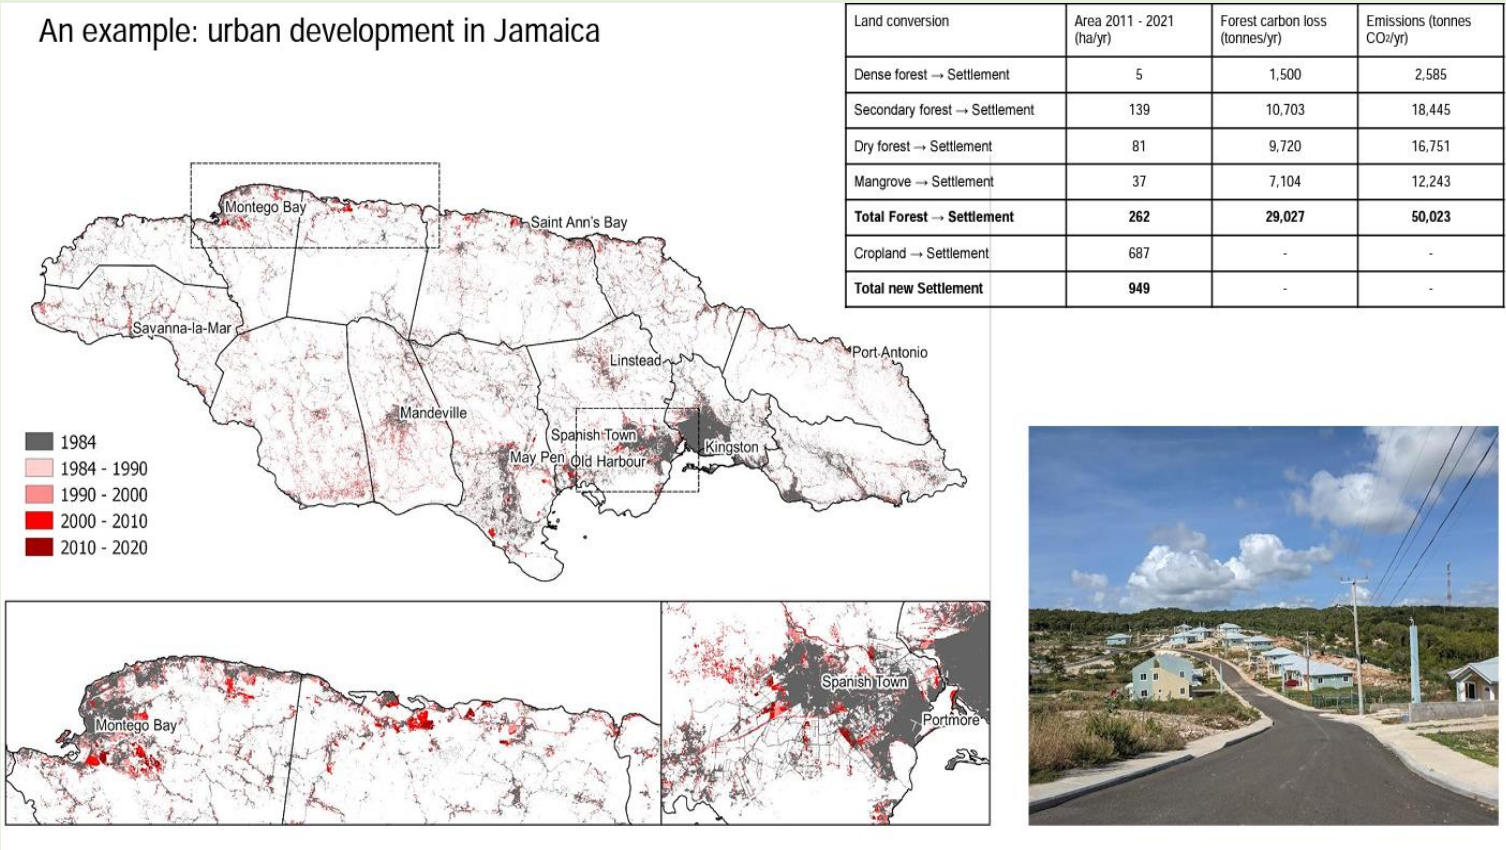 An example: urban development in Jamaica
Land conversion
Area 2011 - 2021
(ha/yr)
Forest carbon loss
(tonnes/yr)
Emissions (tonnes
CO²/yr)
Dense forest → Settlement
5
1,500
2,585
Secondary forest → Settlement
139
10,703
18,445
Dry forest → Settlement
81
9,720
16,751
Mangrove → Settlement
37
7,104
12,243
Total Forest → Settlement
262
29,027
50,023
Cropland → Settlement
687
-
-
Total new Settlement
949
-
-
Montego Bay
Saint Ann's Bay
Savanna-la-Mar
Port Antonio
Linstead
Mandeville
Spanish Town
Kingston
May Pen
Old Harbour
1984
1984 - 1990
1990 - 2000
2000 - 2010
2010 - 2020
Montego Bay
Spanish Town
Portmore